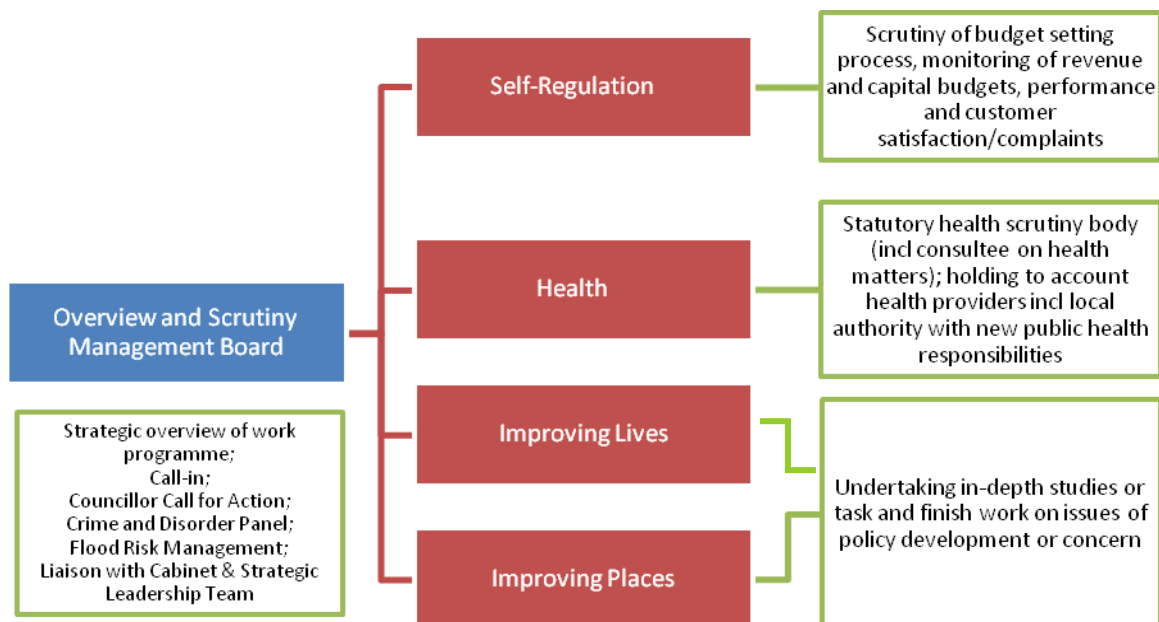 Overview and Scrutiny
Management Board
Strategic overview of work
programme;
Call-in;
Councillor Call for Action;
Crime and Disorder Panel;
Flood Risk Management;
Liaison with Cabinet & Strategic
Leadership Team
Self-Regulation
Scrutiny of budget setting
process, monitoring of revenue
and capital budgets, performance
and customer
satisfaction/complaints
Health
Statutory health scrutiny body
(incl consultee on health
matters); holding to account
health providers incl local
authority with new public health
responsibilities
Improving Lives
Improving Places
Undertaking in-depth studies or
task and finish work on issues of
policy development or concern